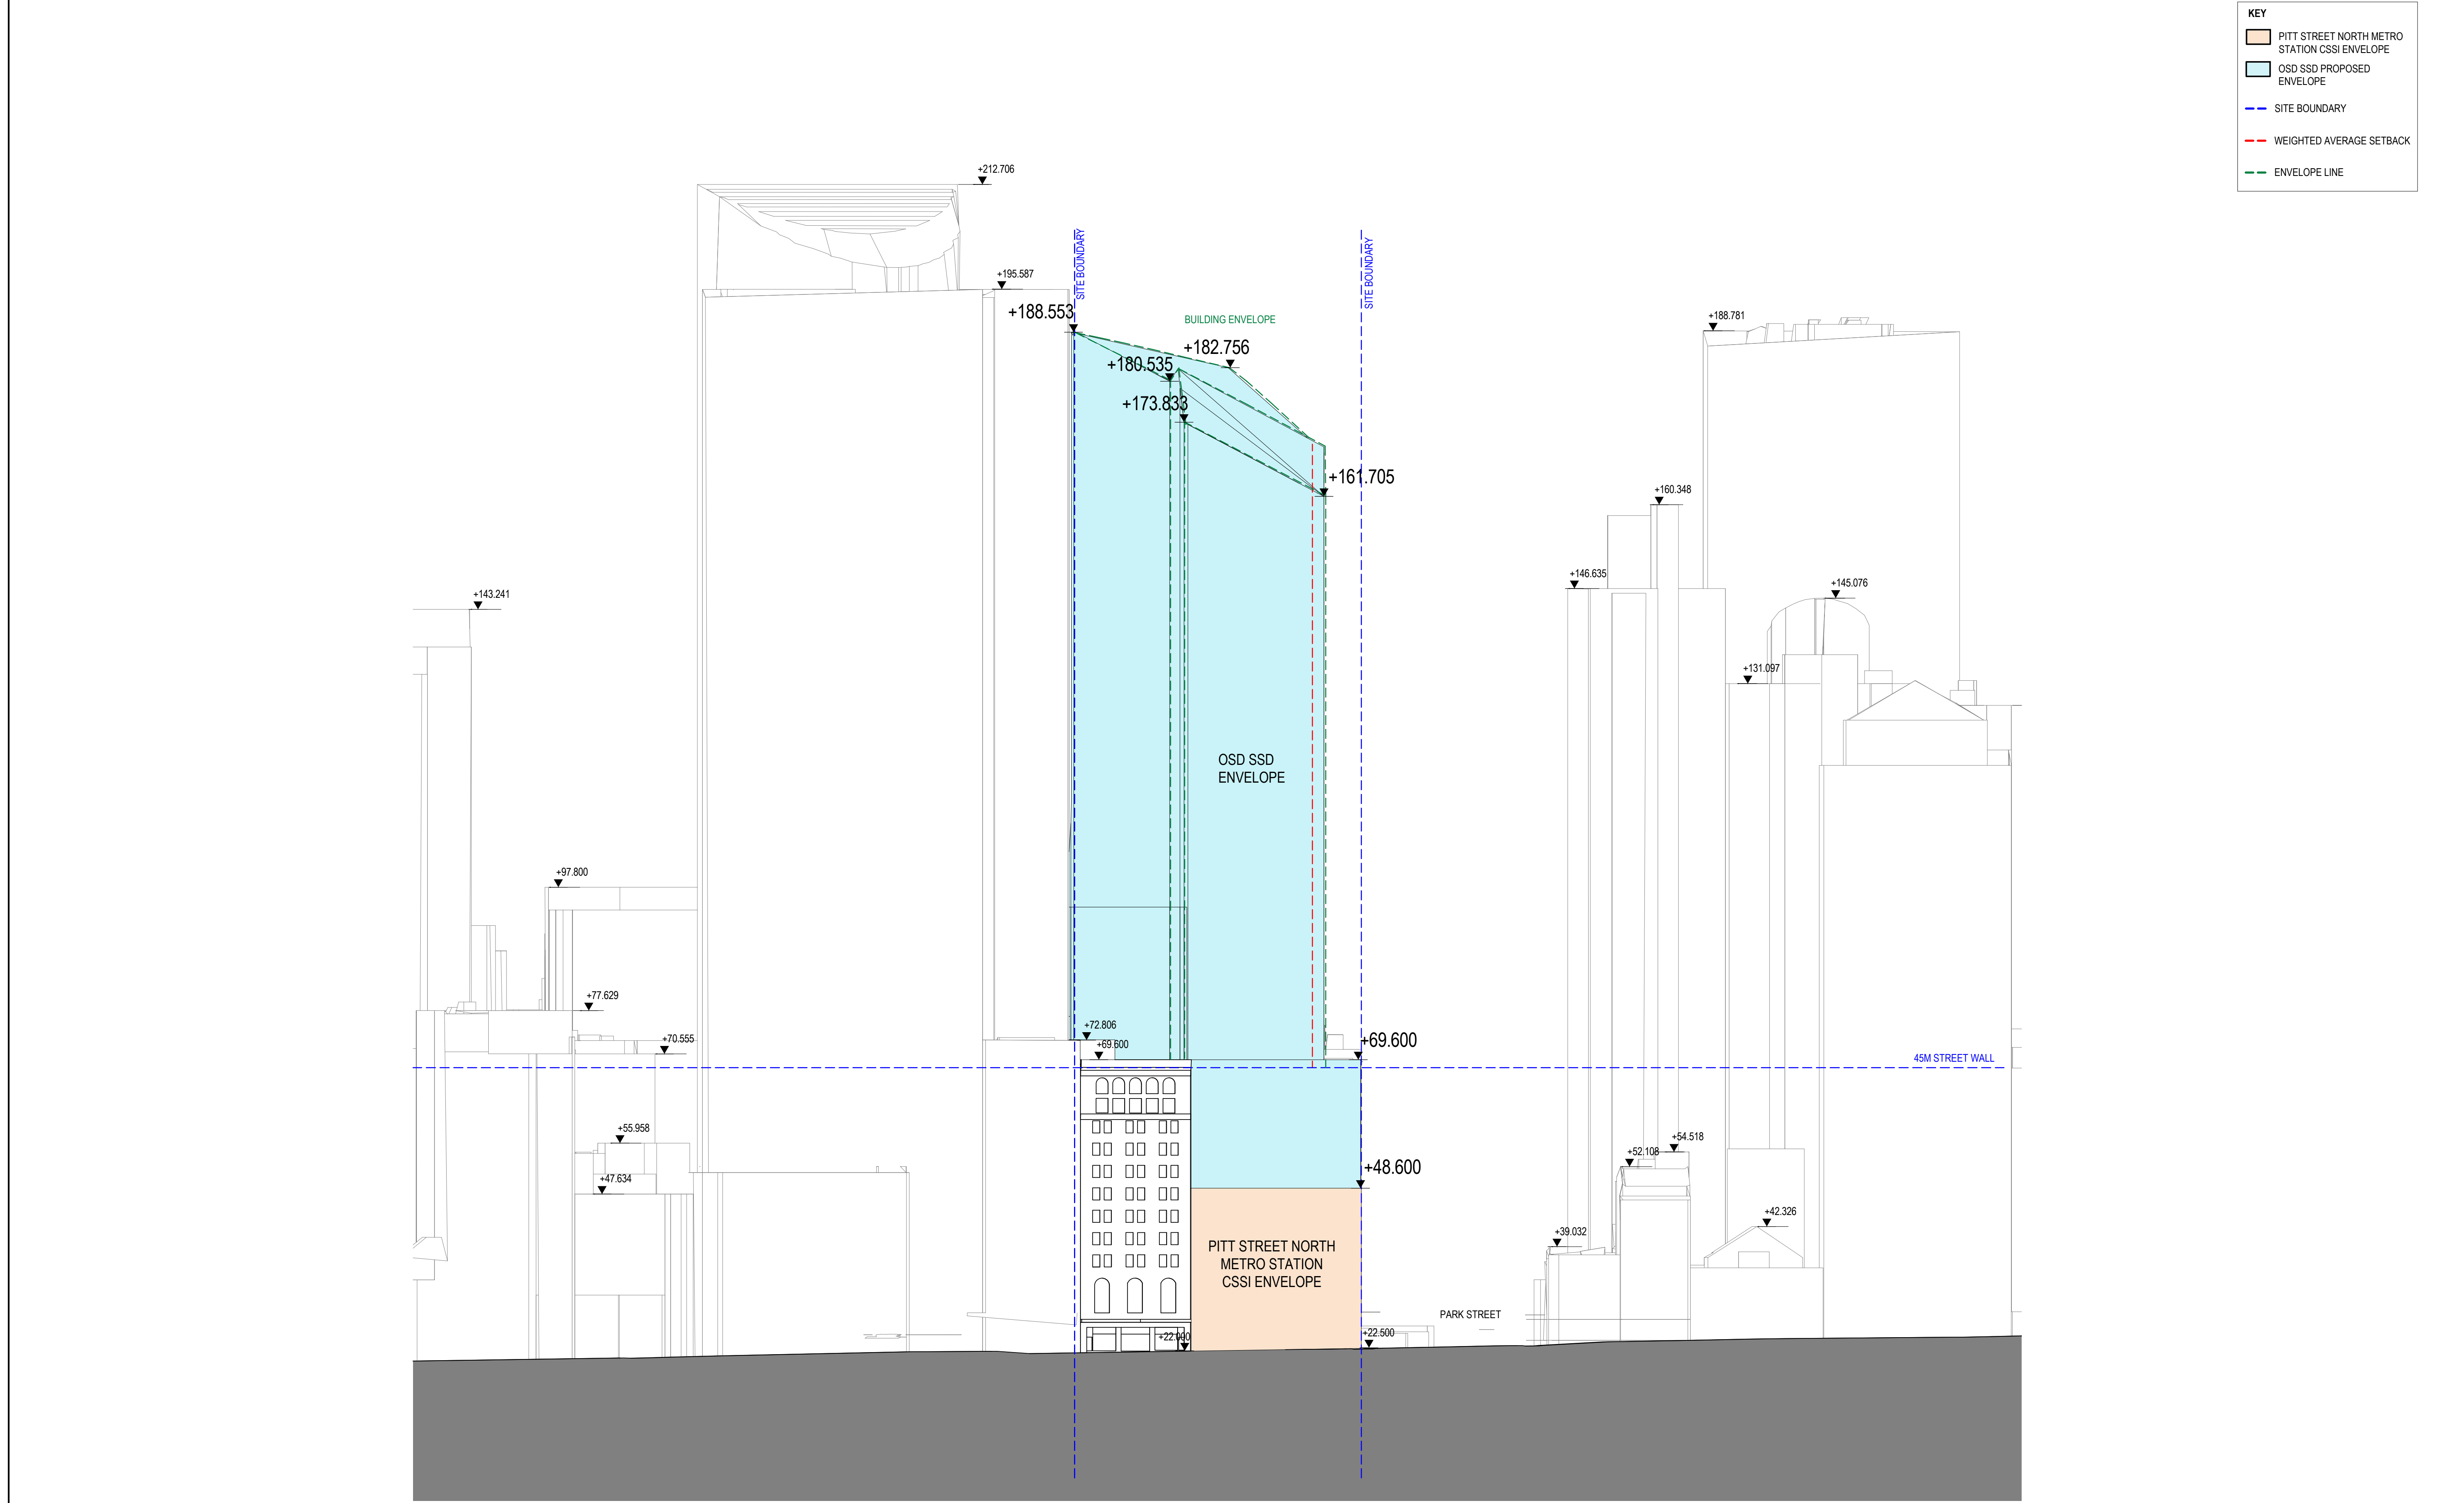 KEY
PITT STREET NORTH METRO
STATION CSSI ENVELOPE
OSD SSD PROPOSED
ENVELOPE
SITE BOUNDARY
WEIGHTED AVERAGE SETBACK
ENVELOPE LINE
+212.706
+195.587
SITE BOUNDARY
SITE BOUNDARY
+188.553
BUILDING ENVELOPE
+182.756
+180.535
+173.833
+161.705
+188.781
+160.348
+146.635
+145.076
+131.097
+143.241
OSD SSD
ENVELOPE
+97.800
+77.629
+70.555
+72.806
+69.600
+69.600
45M STREET WALL
+55.958
+47.634
+48.600
+54.518
+52.108
+42.326
+39.032
PITT STREET NORTH
METRO STATION
CSSI ENVELOPE
PARK STREET
+22.000
+22.500